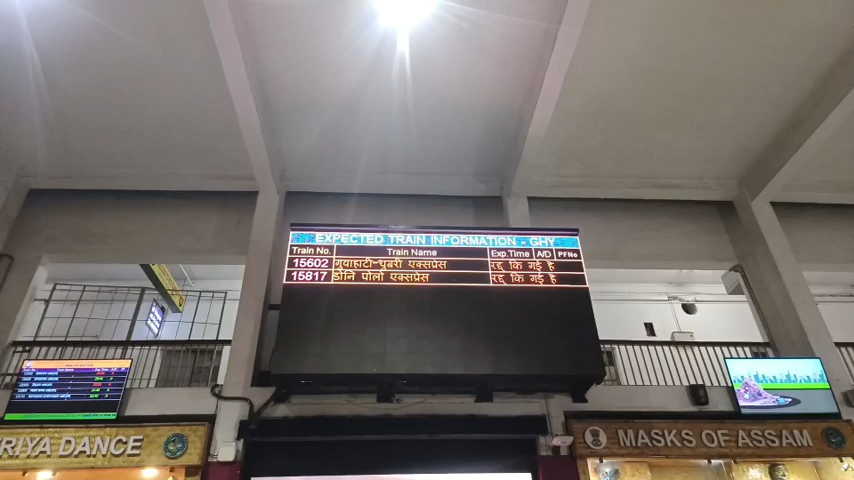 EXPECTED TRAIN INFORMATION - GHY
Train No. Train Name Exp.Time A/D PFNo
15602 गुवाहाटी-धुबरी एक्सप्रेस रद्द कि गई है
15817 डोनि पोलो एक्सप्रेस रद्द कि गई है
RIYA DANCE
MASKS OF ASSAM